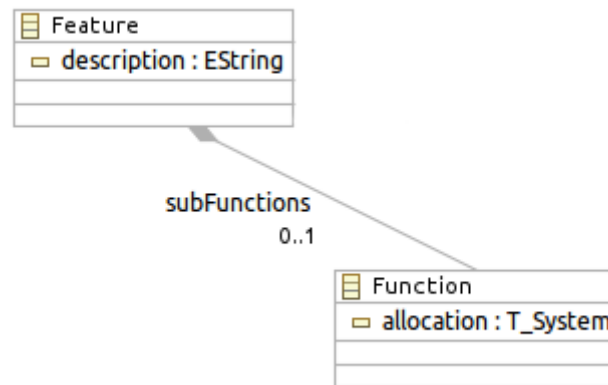 Feature
description : EString
subFunctions
0..1
Function
allocation : T_System